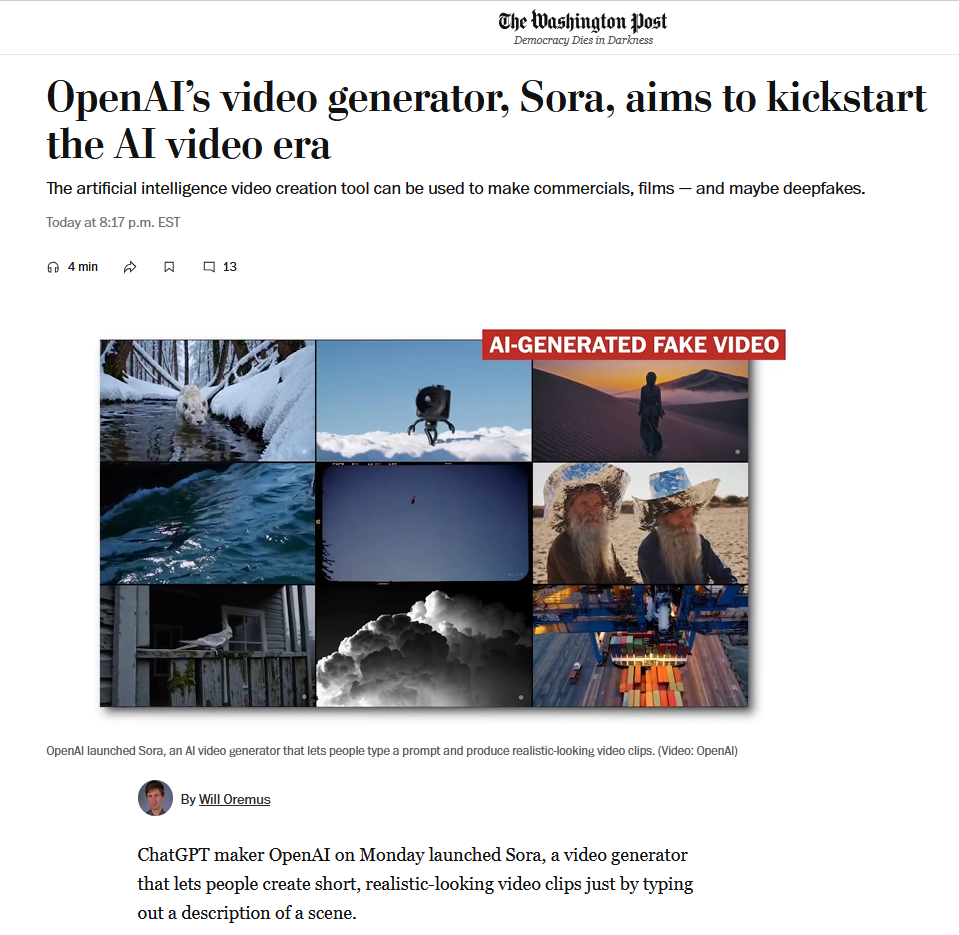 The Washington Post
Democracy Dies in Darkness
OpenAI’s video generator, Sora, aims to kickstart
the AI video era
The artificial intelligence video creation tool can be used to make commercials, films — and maybe deepfakes.
Today at 8:17 p.m. EST
4 min
13
AI-GENERATED FAKE VIDEO
OpenAI launched Sora, an AI video generator that lets people type a prompt and produce realistic-looking video clips. (Video: OpenAI)
By Will Oremus
ChatGPT maker OpenAI on Monday launched Sora, a video generator
that lets people create short, realistic-looking video clips just by typing
out a description of a scene.